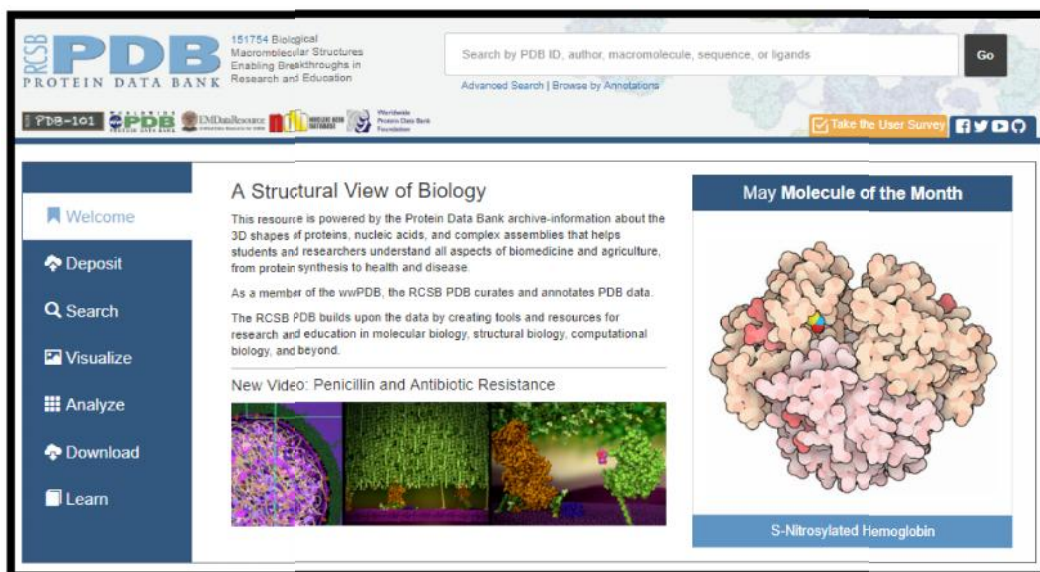 RCSB
PDB
PROTEIN DATA BANK
151754 Biological
Macromolecular Structures
Enabling Breakthroughs in
Research and Education
Search by PDB ID, author, macromolecule, sequence, or ligands
Go
Advanced Search | Browse by Annotations
PDB-101
WORLDWIDE
PDB
PROTEIN DATA BANK
EMDataResource
NUCLEIC ACID
DATABASE
Worldwide
Protein Data Bank
Foundation
Take the User Survey
Welcome
Deposit
Search
Visualize
Analyze
Download
Learn
A Structural View of Biology
This resource is powered by the Protein Data Bank archive-information about the
3D shapes of proteins, nucleic acids, and complex assemblies that helps
students and researchers understand all aspects of biomedicine and agriculture,
from protein synthesis to health and disease.
As a member of the wwPDB, the RCSB PDB curates and annotates PDB data.
The RCSB PDB builds upon the data by creating tools and resources for
research and education in molecular biology, structural biology, computational
biology, and beyond.
New Video: Penicillin and Antibiotic Resistance
May Molecule of the Month
S-Nitrosylated Hemoglobin